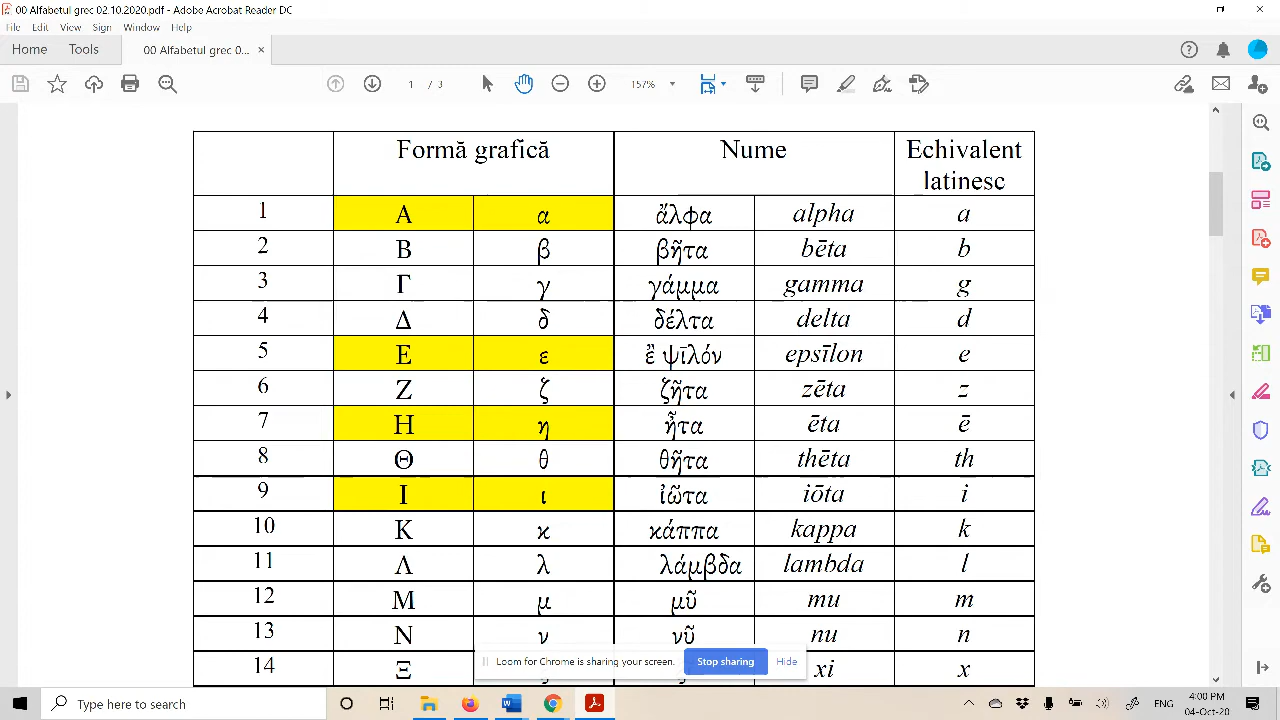 00 Alfabetul grec 02.10.2020.pdf - Adobe Acrobat Reader DC
File Edit View Sign Window Help
Home Tools 00 Alfabetul grec 0... ×
1 / 3 157%
Formă grafică Nume Echivalent
latinesc
1 Α α ἄλφα alpha a
2 Β β βῆτα bēta b
3 Γ γ γάμμα gamma g
4 Δ δ δέλτα delta d
5 Ε ε ἒ ψῑλόν epsīlon e
6 Ζ ζ ζῆτα zēta z
7 Η η ἦτα ēta ē
8 Θ θ θῆτα thēta th
9 Ι ι ἰῶτα iōta i
10 Κ κ κάππα kappa k
11 Λ λ λάμβδα lambda l
12 Μ μ μῦ mu m
13 Ν ν νῦ nu n
14 Ξ xi x
Loom for Chrome is sharing your screen. Stop sharing Hide
Type here to search
ENG
4:00 PM
04-Oct-20